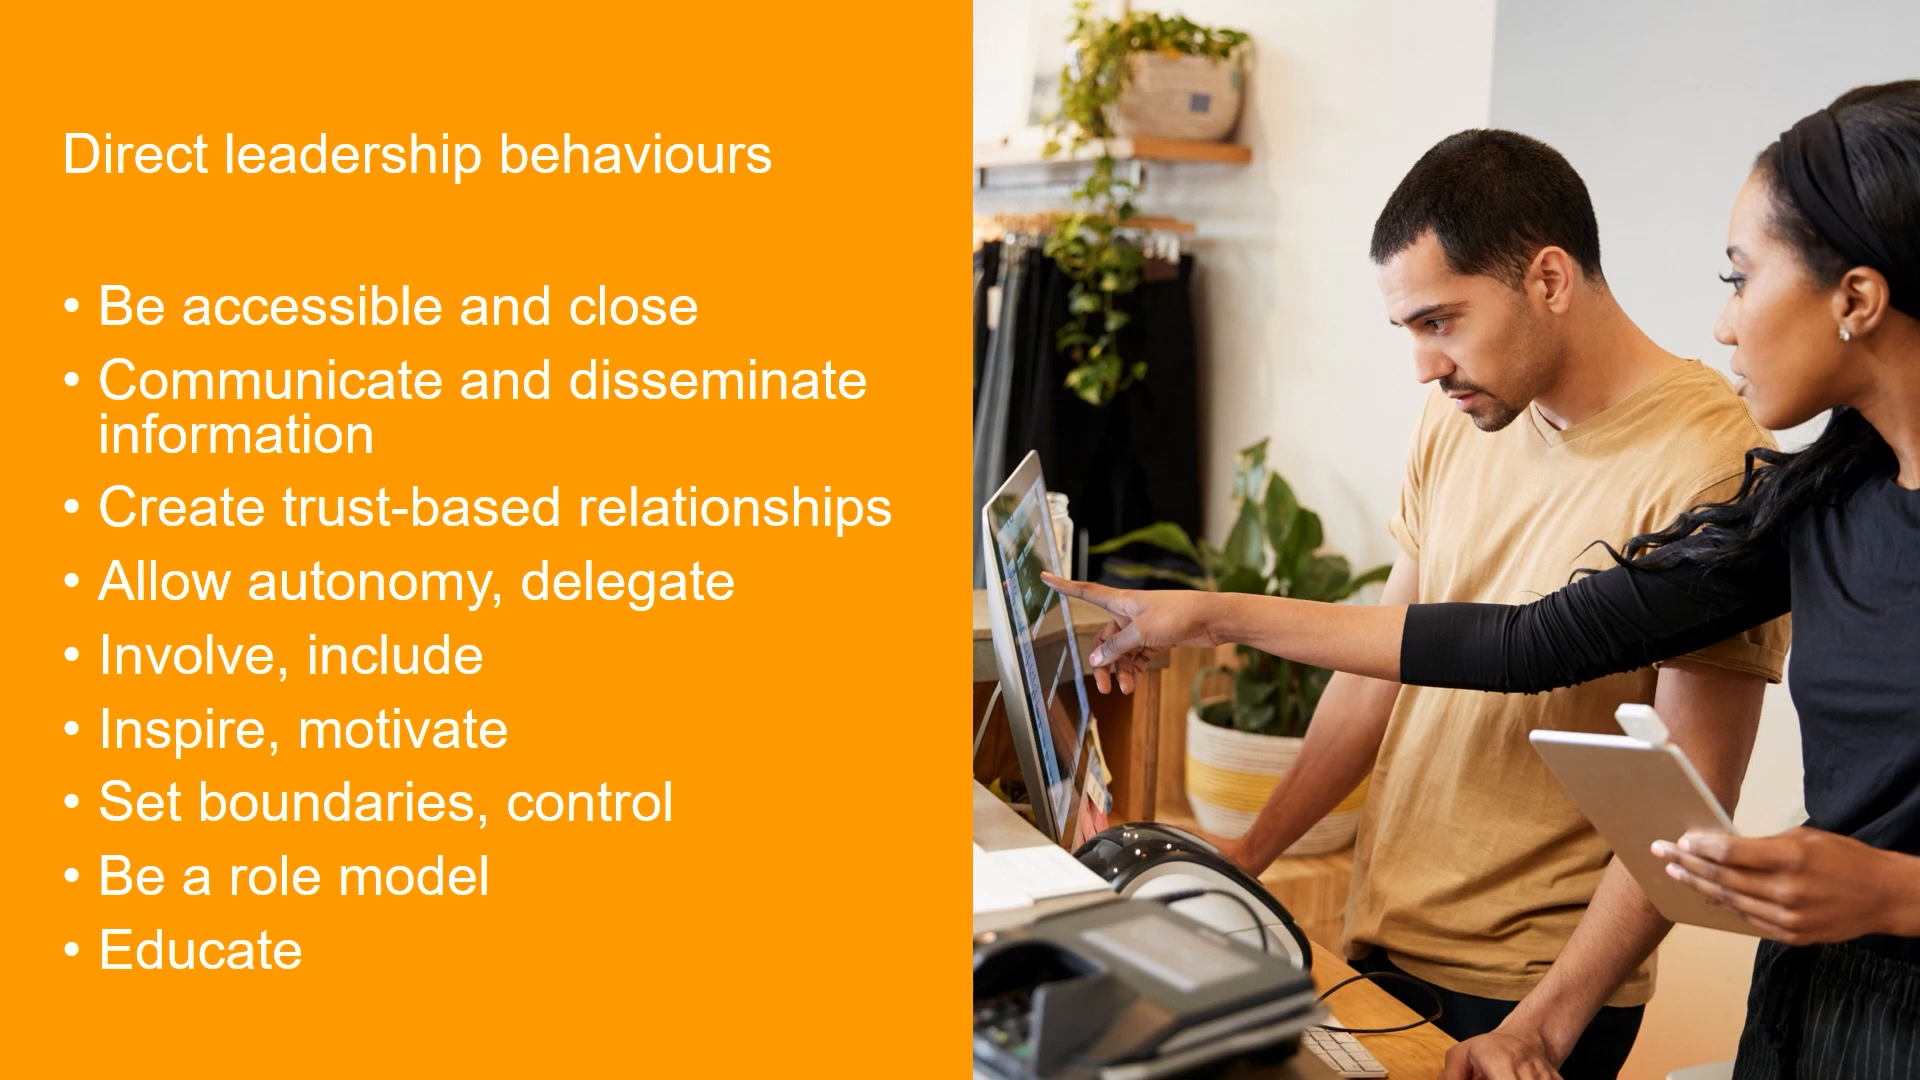 Direct leadership behaviours
• Be accessible and close
• Communicate and disseminate
information
• Create trust-based relationships
• Allow autonomy, delegate
• Involve, include
• Inspire, motivate
• Set boundaries, control
• Be a role model
• Educate